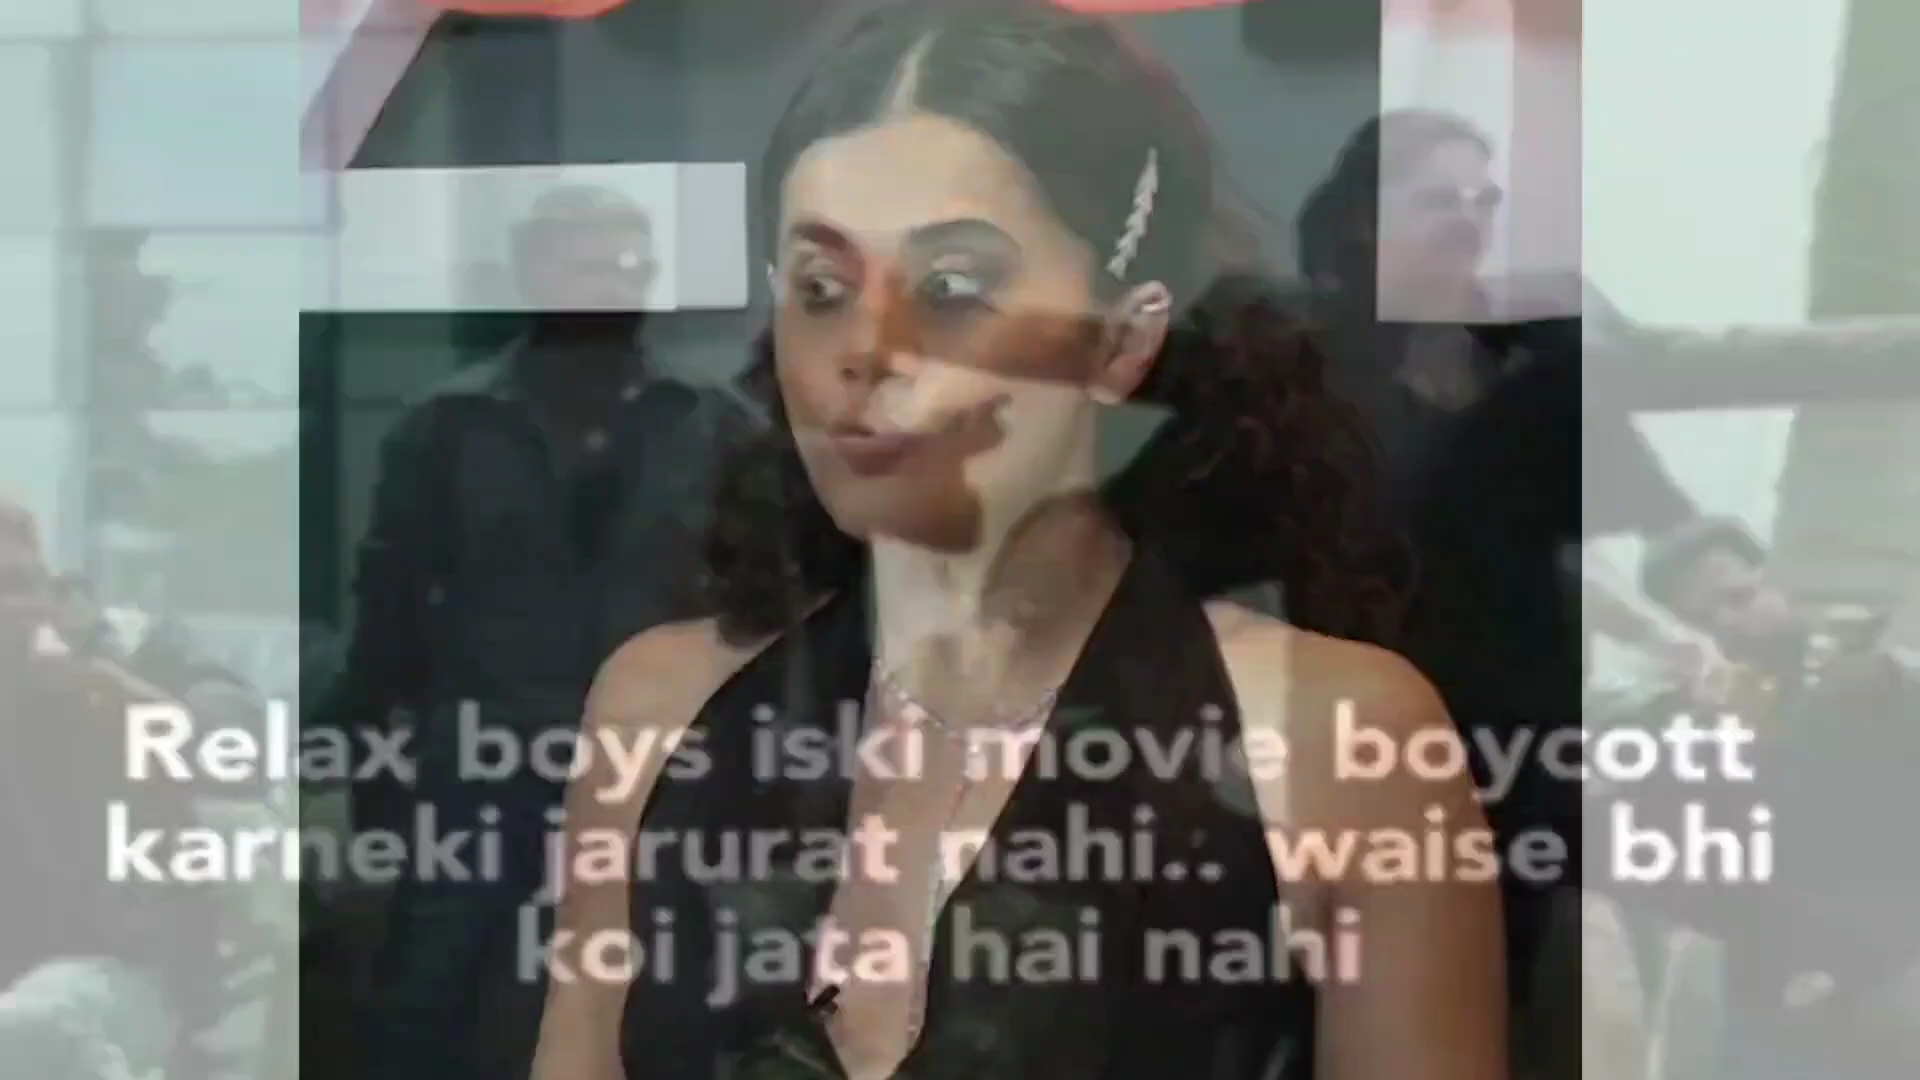 Relax boys iski movie boycott
karneki jarurat nahi.. waise bhi
koi jata hai nahi